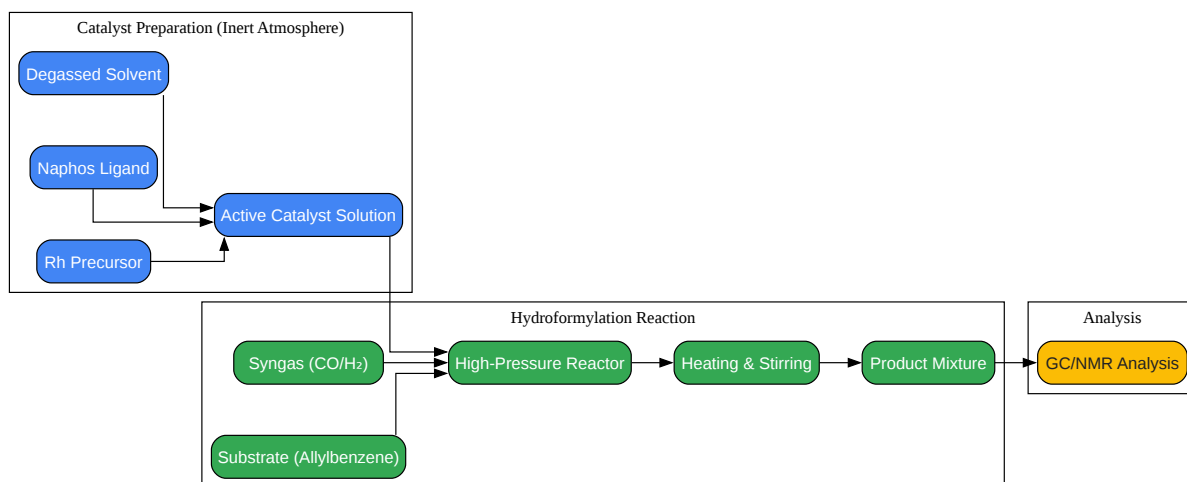 Catalyst Preparation (Inert Atmosphere)
Degassed Solvent
Naphos Ligand
Active Catalyst Solution
Rh Precursor
Hydroformylation Reaction
Syngas (CO/H₂)
High-Pressure Reactor
Heating & Stirring
Product Mixture
Substrate (Allylbenzene)
Analysis
GC/NMR Analysis